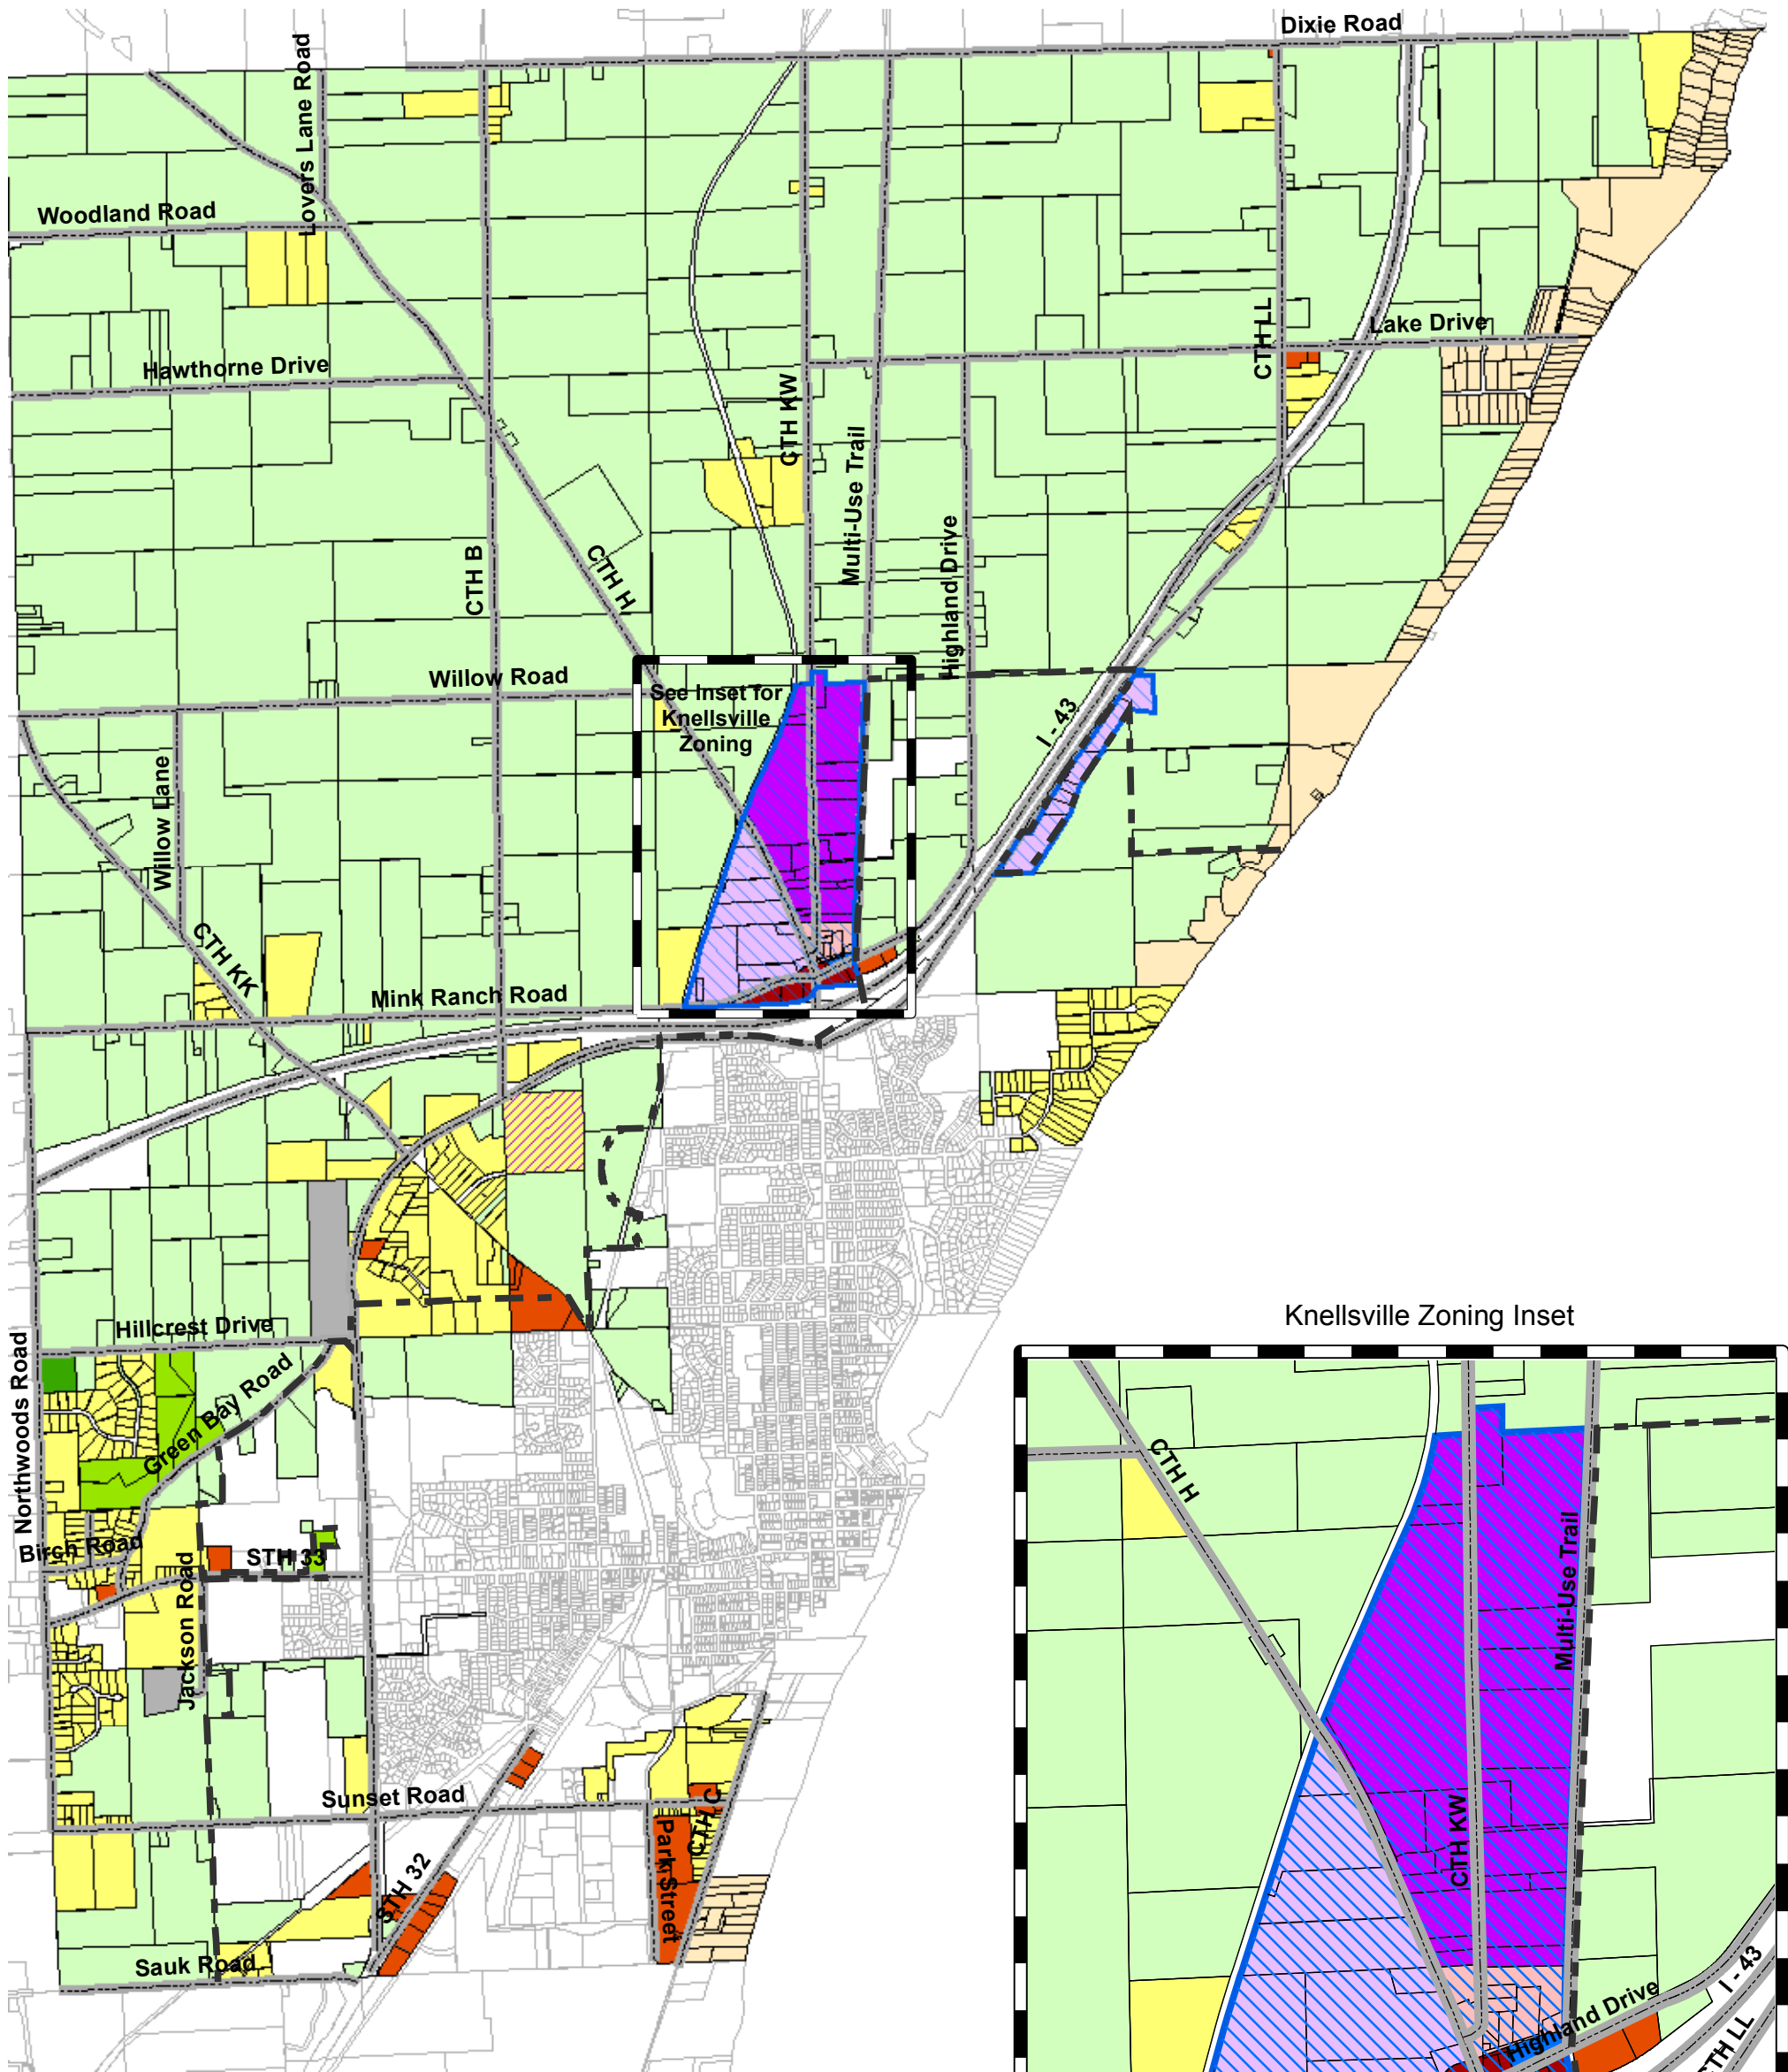 Dixie Road
Lovers Lane Road
Woodland Road
CTH LL
Lake Drive
Hawthorne Drive
CTH KW
Multi-Use Trail
CTH B
CTH H
Highland Drive
Willow Road
See Inset for
Knellsville
Zoning
I - 43
Willow Lane
CTH KK
Mink Ranch Road
Knellsville Zoning Inset
Hillcrest Drive
Northwoods Road
Green Bay Road
CTH H
Multi-Use Trail
Birch Road
STH 33
Jackson Road
Sunset Road
CTH C
Park Street
CTH KW
STH 32
Sauk Road
I - 43
Highland Drive
CTH LL